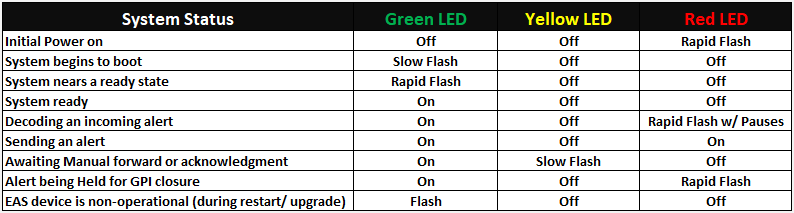 System Status Green LED Yellow LED Red LED
Initial Power on Off Off Rapid Flash
System begins to boot Slow Flash Off Off
System nears a ready state Rapid Flash Off Off
System ready On Off Off
Decoding an incoming alert On Off Rapid Flash w/ Pauses
Sending an alert On Off On
Awaiting Manual forward or acknowledgment On Slow Flash Off
Alert being Held for GPI closure On Off Rapid Flash
EAS device is non-operational (during restart/ upgrade) Flash Off Off